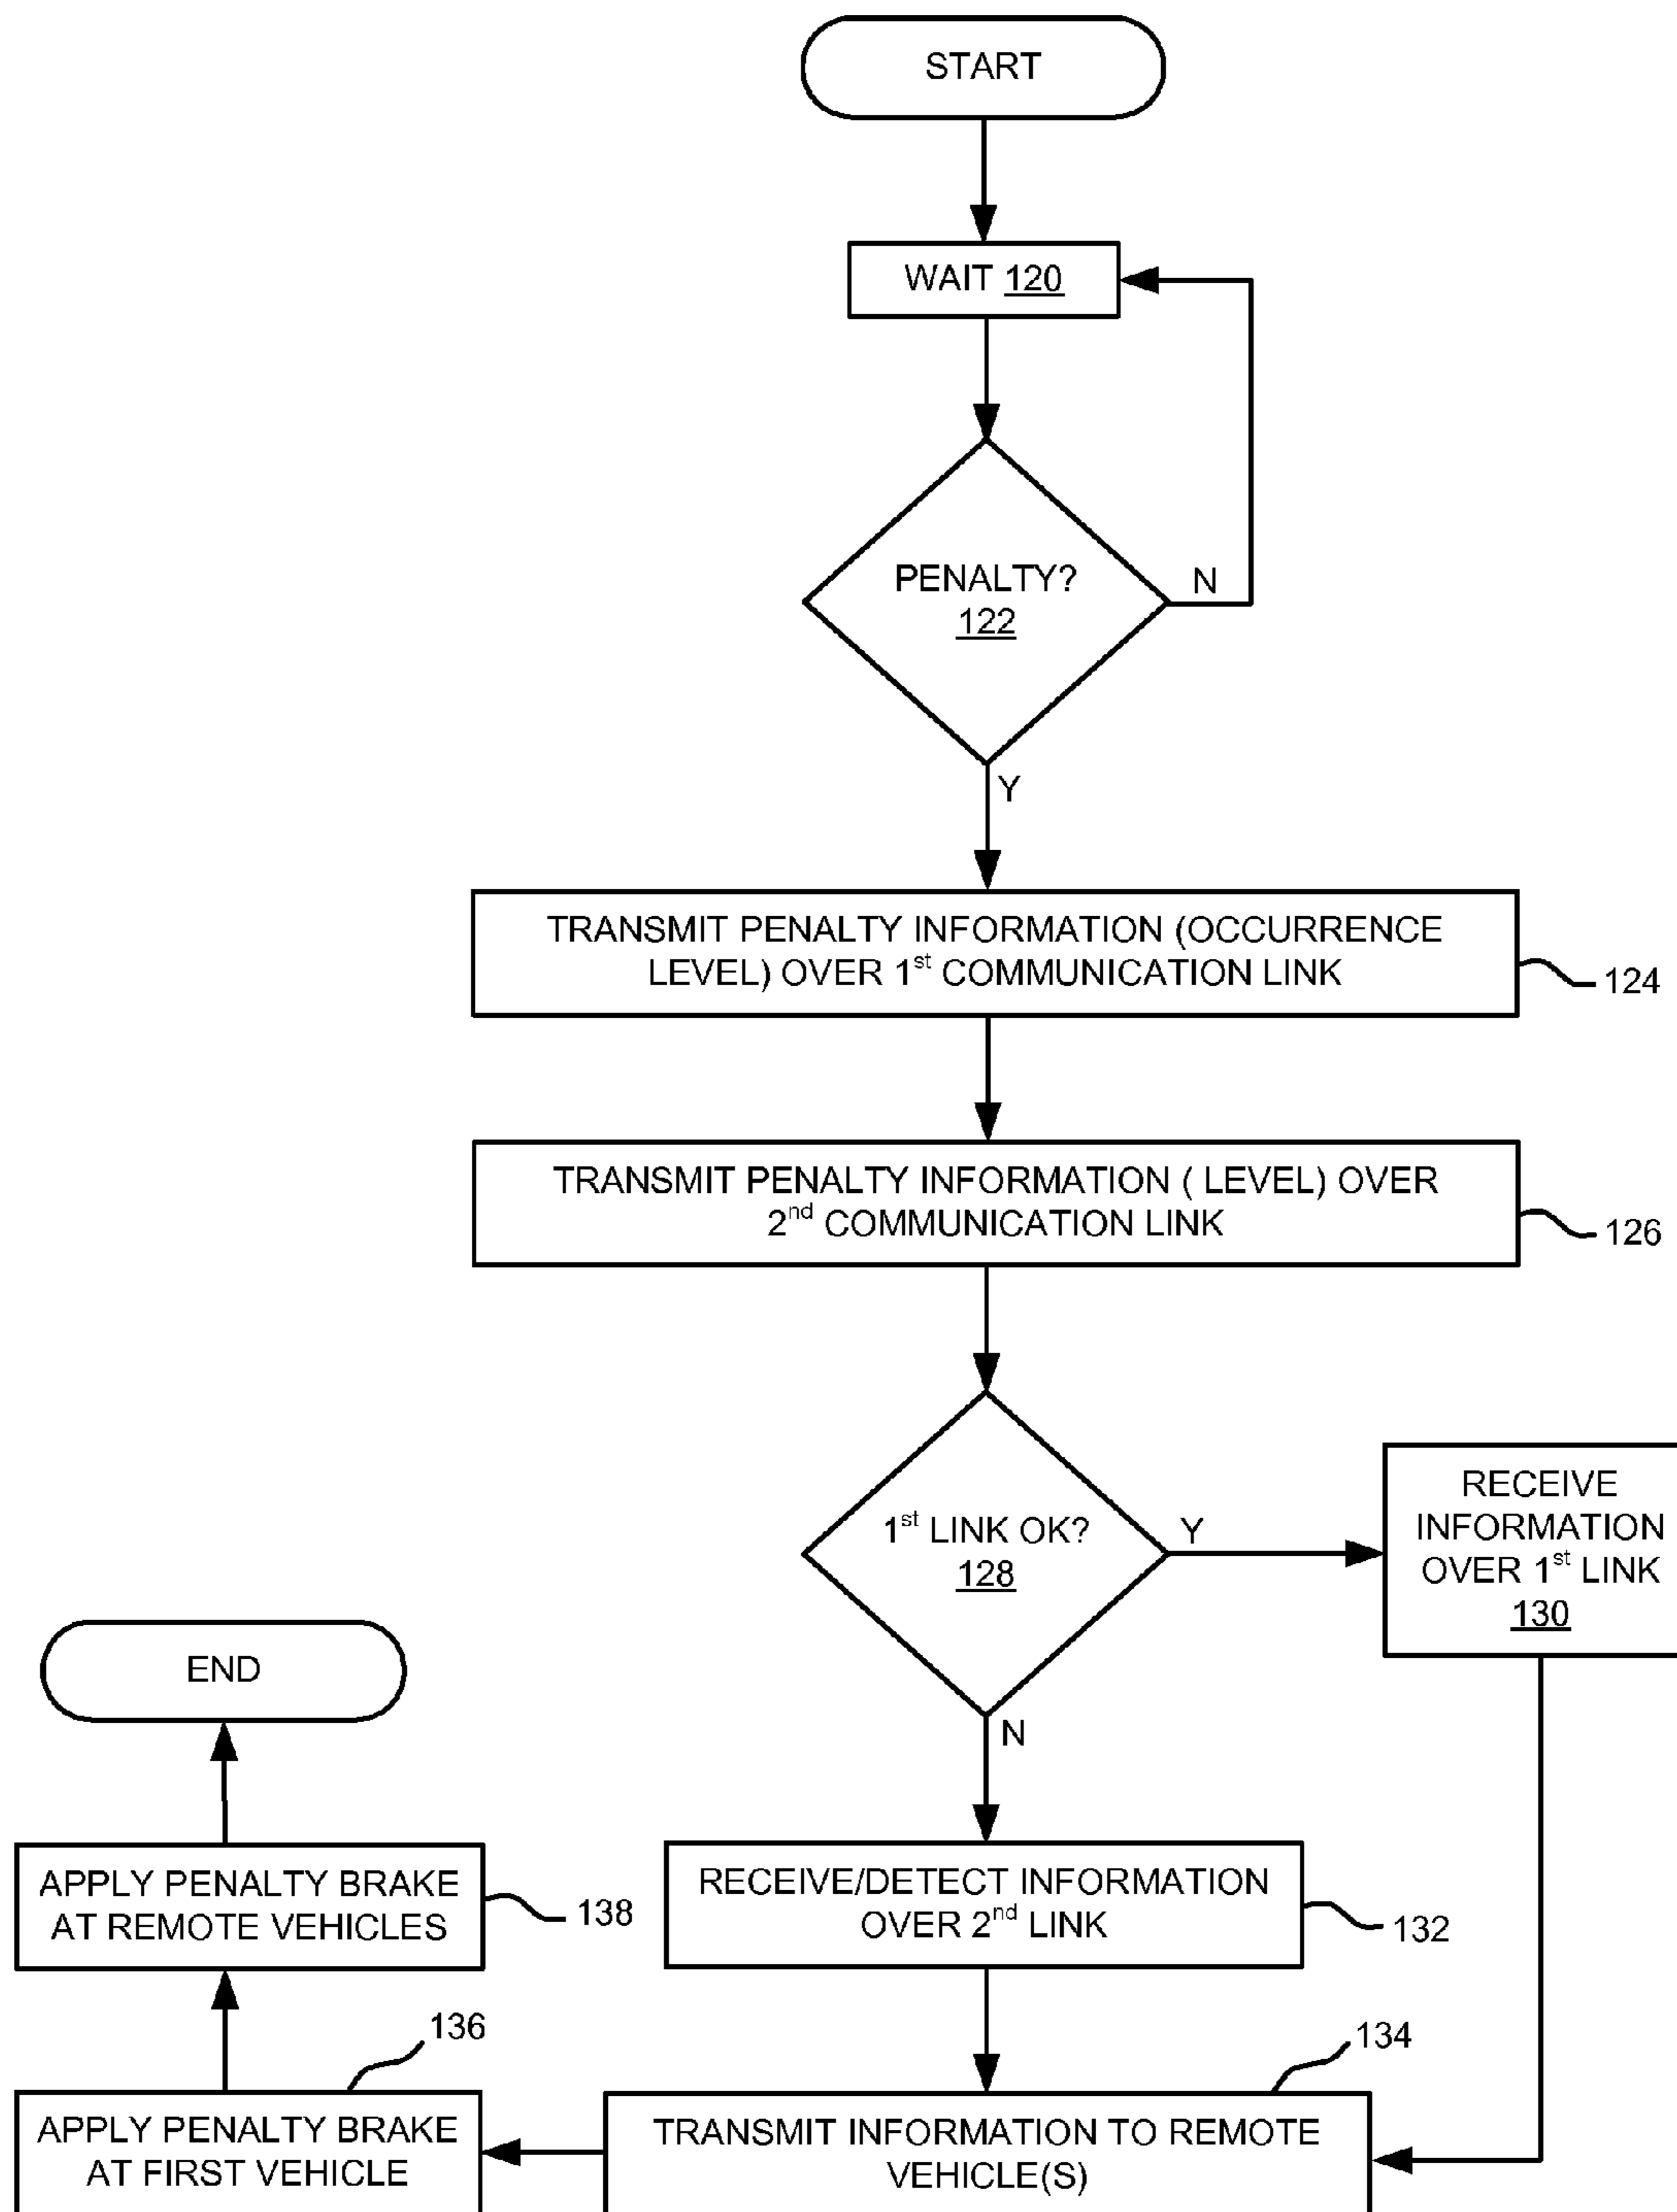 START
WAIT 120
PENALTY?
122
N
Y
TRANSMIT PENALTY INFORMATION (OCCURRENCE
LEVEL) OVER 1st COMMUNICATION LINK
124
TRANSMIT PENALTY INFORMATION ( LEVEL) OVER
2nd COMMUNICATION LINK
126
1st LINK OK?
128
Y
N
RECEIVE
INFORMATION
OVER 1st LINK
130
RECEIVE/DETECT INFORMATION
OVER 2nd LINK
132
TRANSMIT INFORMATION TO REMOTE
VEHICLE(S)
134
APPLY PENALTY BRAKE
AT FIRST VEHICLE
136
APPLY PENALTY BRAKE
AT REMOTE VEHICLES
138
END